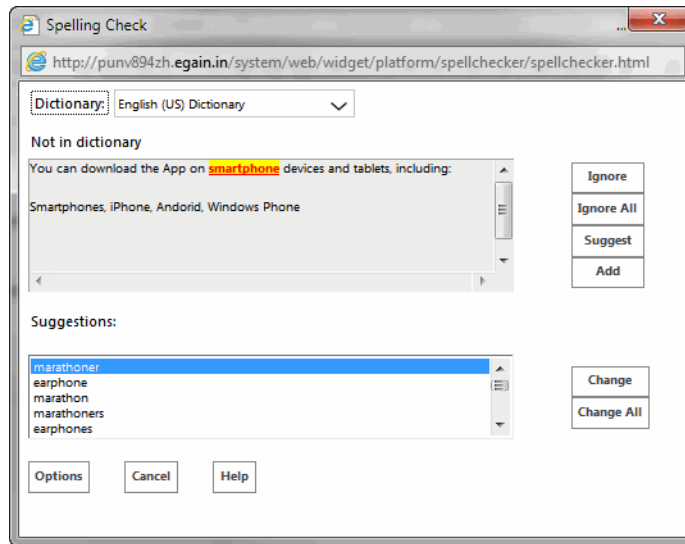 Spelling Check
...
X
http://punv894zh.egain.in/system/web/widget/platform/spellchecker/spellchecker.html
Dictionary: English (US) Dictionary
Not in dictionary
You can download the App on smartphone devices and tablets, including:
Smartphones, iPhone, Andorid, Windows Phone
Ignore
Ignore All
Suggest
Add
Suggestions:
marathoner
earphone
marathon
marathoners
earphones
Change
Change All
Options Cancel Help